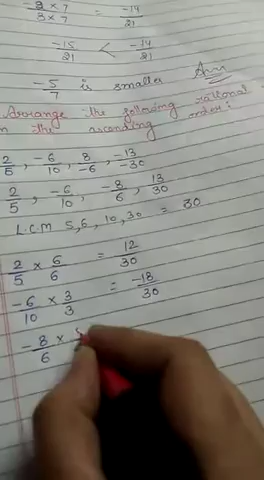 -2 × 7 / 3 × 7 = -14/21
-15/21 < -14/21
-5/7 is smaller Ans
Arrange the following rational
in the ascending order:
2/5, -6/10, 8/-6, -13/-30
2/5, -6/10, -8/6, 13/30
L.C.M 5,6,10,30 = 30
2/5 × 6/6 = 12/30
-6/10 × 3/3 = -18/30
-8/6 × 5